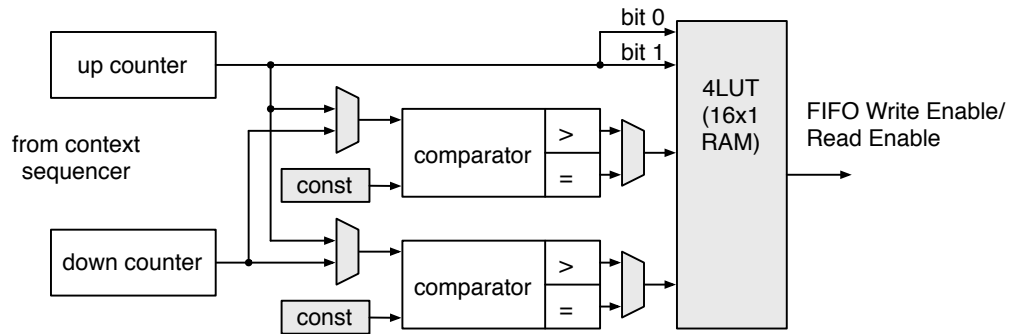 bit 0
up counter
bit 1
4LUT
(16x1
RAM)
FIFO Write Enable/
Read Enable
from context
sequencer
comparator
>
=
const
down counter
comparator
>
=
const